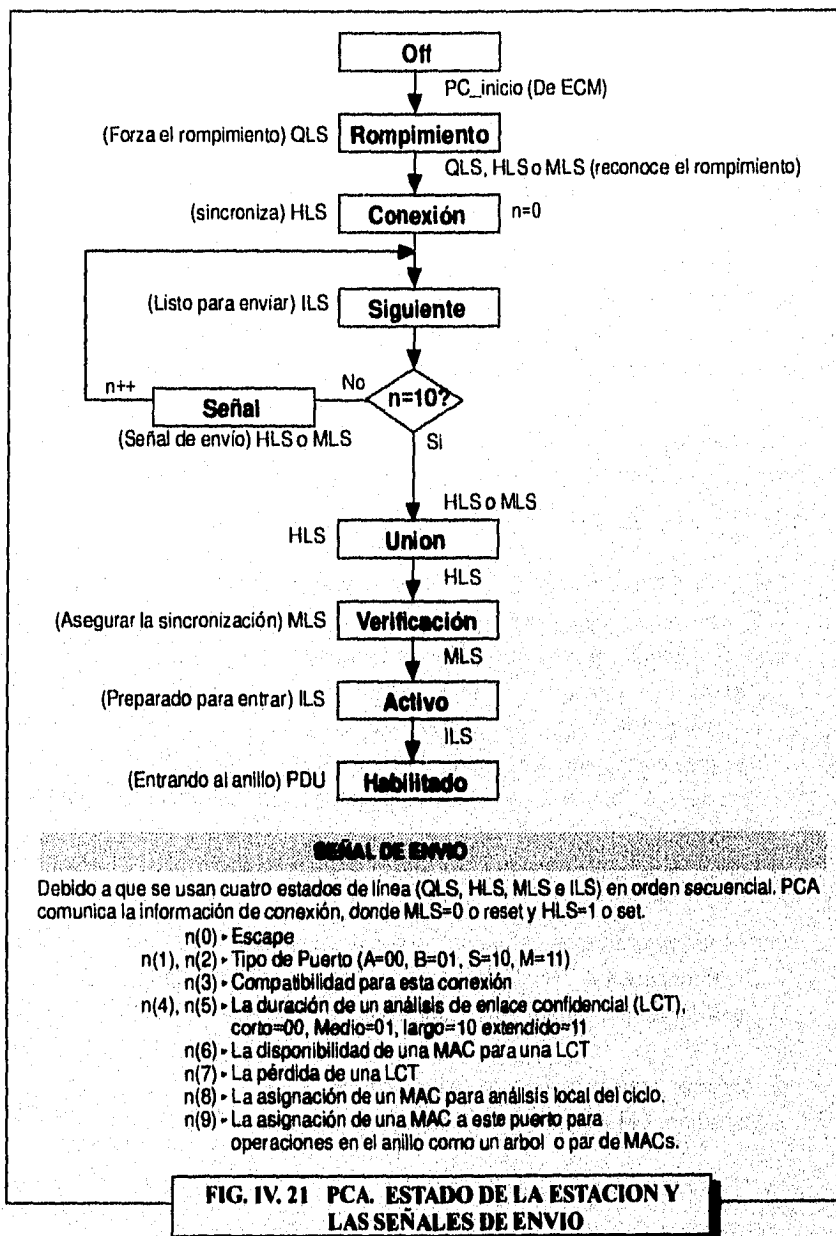 Off
PC_inicio (De ECM)
(Forza el rompimiento) QLS
Rompimiento
QLS, HLS o MLS (reconoce el rompimiento)
(sincroniza) HLS
Conexión
n=0
(Listo para enviar) ILS
Siguiente
n++
No
n=10?
Señal
(Señal de envío) HLS o MLS
Si
HLS o MLS
HLS
Union
HLS
(Asegurar la sincronización) MLS
Verificación
MLS
(Preparado para entrar) ILS
Activo
ILS
(Entrando al anillo) PDU
Habilitado
SEÑAL DE ENVIO
Debido a que se usan cuatro estados de línea (QLS, HLS, MLS e ILS) en orden secuencial. PCA
comunica la información de conexión, donde MLS=0 o reset y HLS=1 o set.
n(0) - Escape
n(1), n(2) - Tipo de Puerto (A=00, B=01, S=10, M=11)
n(3) - Compatibilidad para esta conexión
n(4), n(5) - La duración de un análisis de enlace confidencial (LCT),
corto=00, Medio=01, largo=10 extendido=11
n(6) - La disponibilidad de una MAC para una LCT
n(7) - La pérdida de una LCT
n(8) - La asignación de un MAC para análisis local del ciclo.
n(9) - La asignación de una MAC a este puerto para
operaciones en el anillo como un arbol o par de MACs.
FIG. IV. 21 PCA. ESTADO DE LA ESTACION Y
LAS SEÑALES DE ENVIO